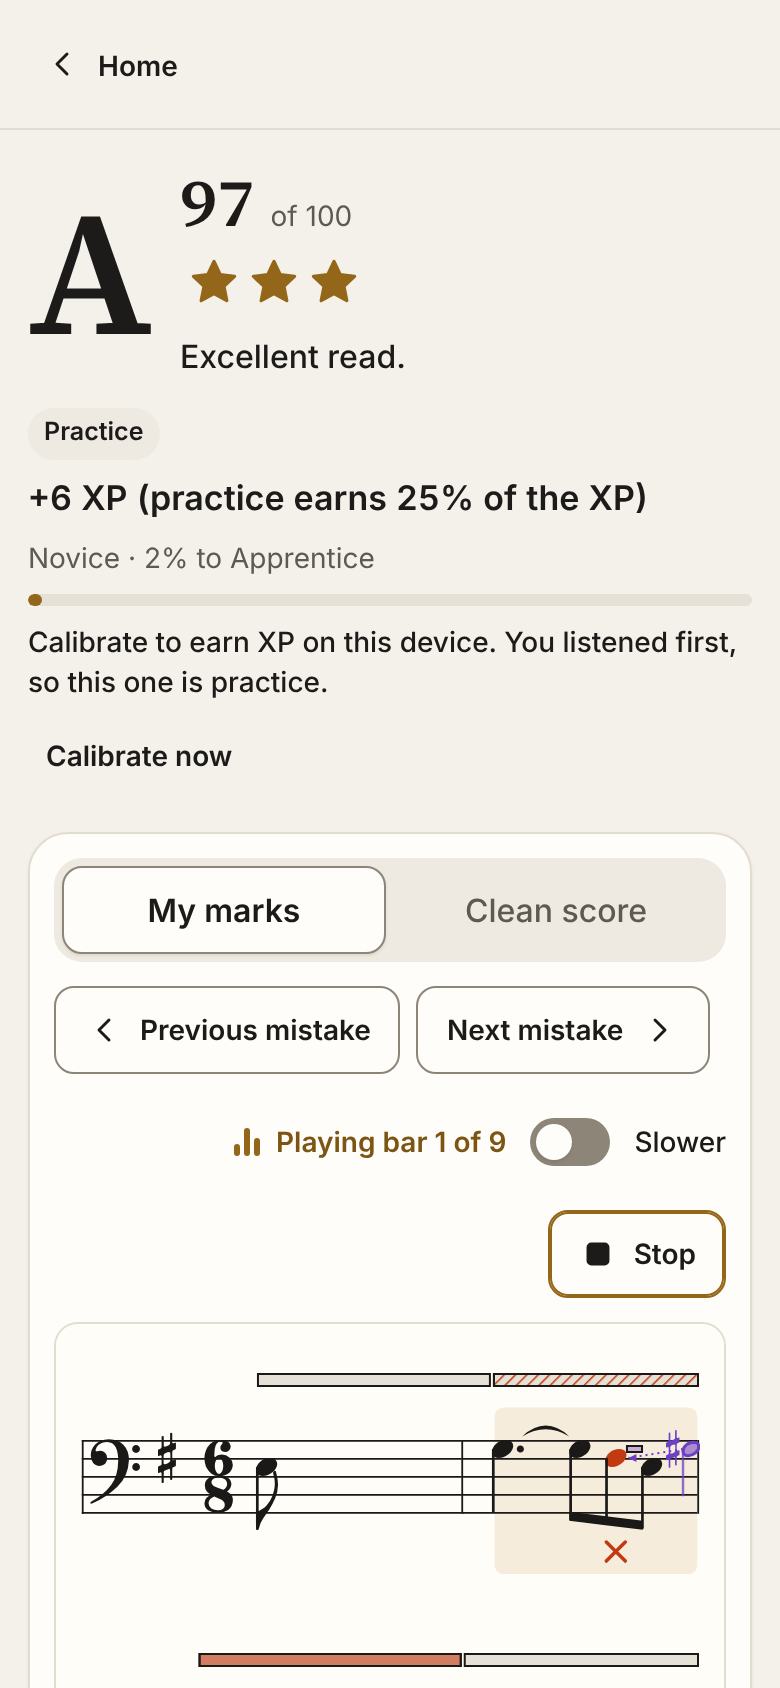 Home
A
97 of 100
Excellent read.
Practice
+6 XP (practice earns 25% of the XP)
Novice · 2% to Apprentice
Calibrate to earn XP on this device. You listened first,
so this one is practice.
Calibrate now
My marks
Clean score
Previous mistake
Next mistake
Playing bar 1 of 9
Slower
Stop
6
8